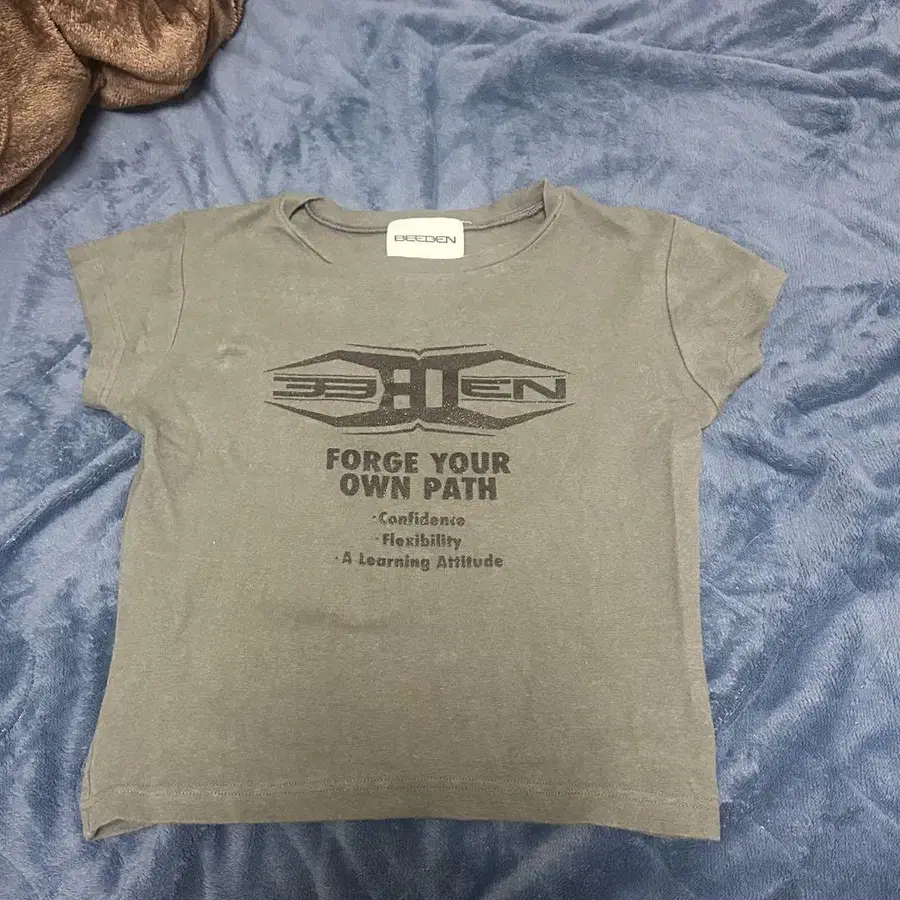 BEEDEN
FORGE YOUR
OWN PATH
·Confidence
·Flexibility
·A Learning Attitude